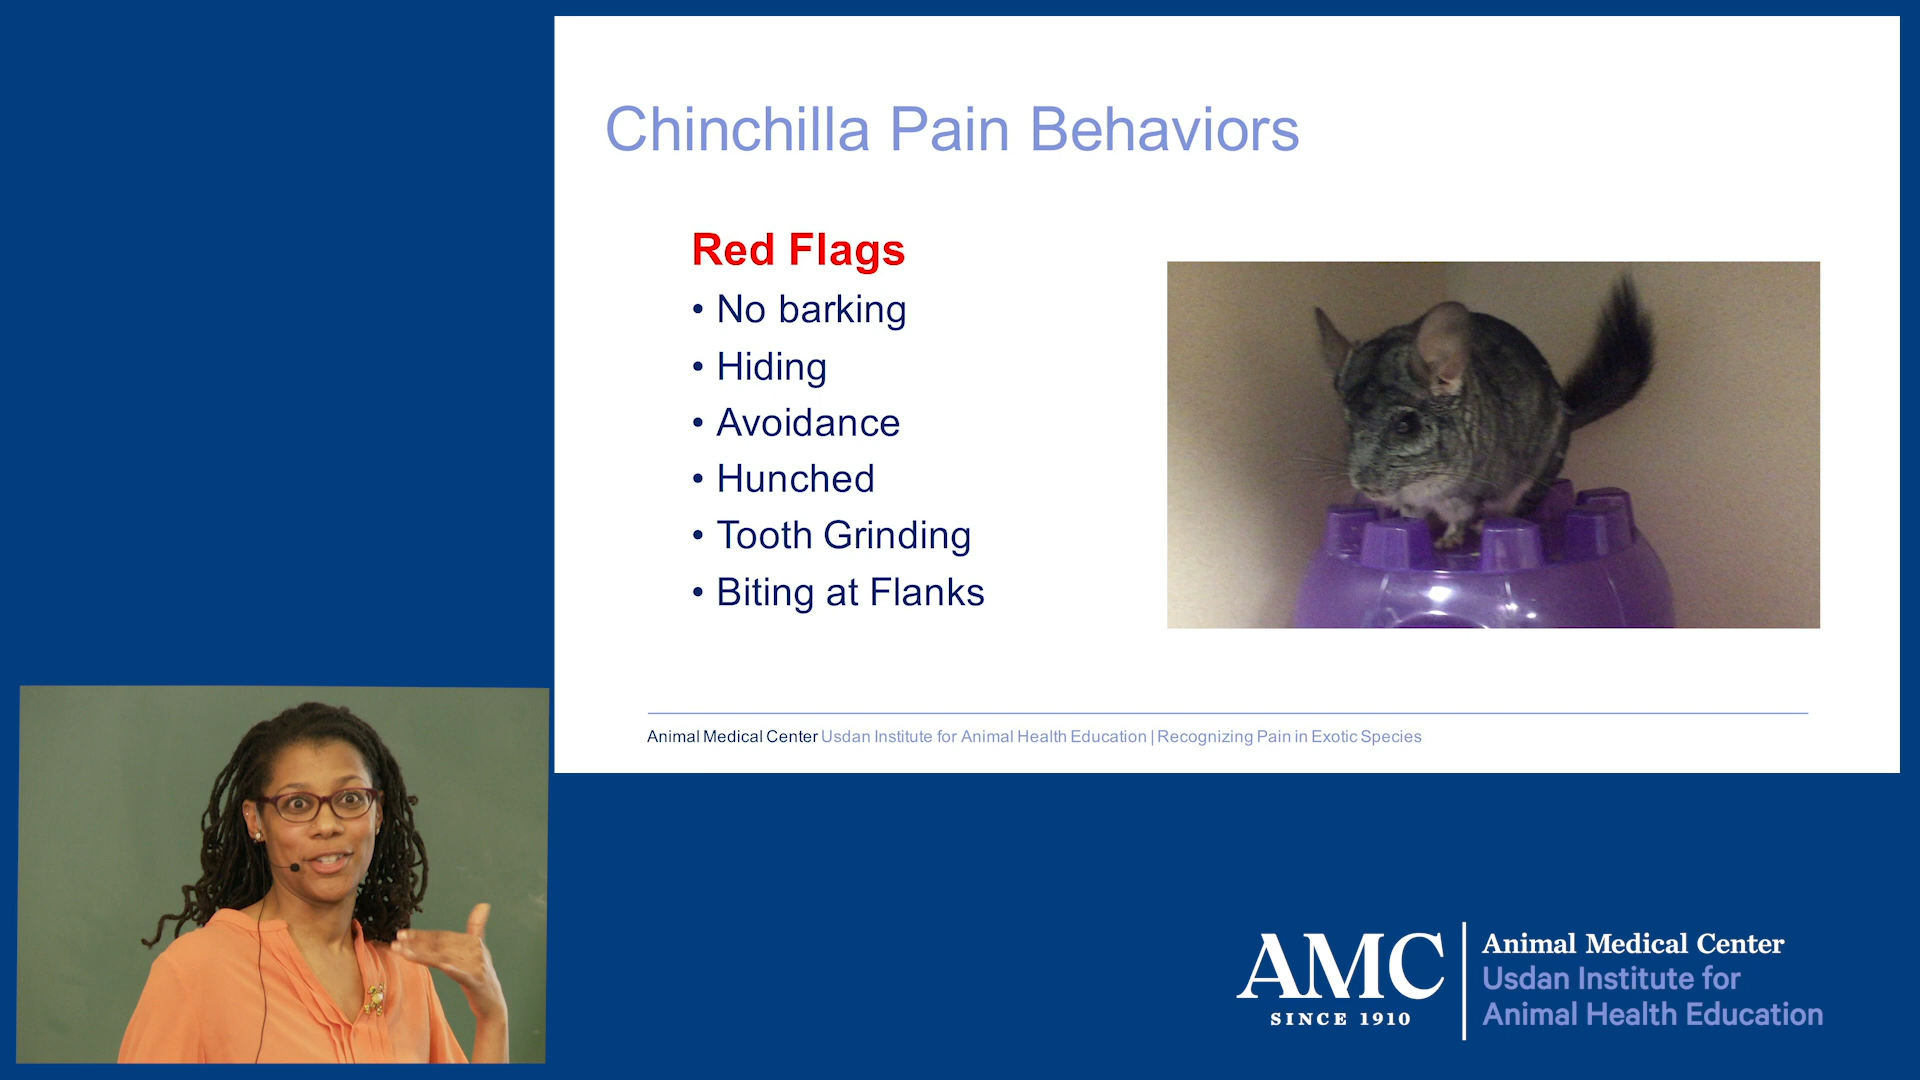 Chinchilla Pain Behaviors
Red Flags
• No barking
• Hiding
• Avoidance
• Hunched
• Tooth Grinding
• Biting at Flanks
Animal Medical Center Usdan Institute for Animal Health Education | Recognizing Pain in Exotic Species
AMC
SINCE 1910
Animal Medical Center
Usdan Institute for
Animal Health Education